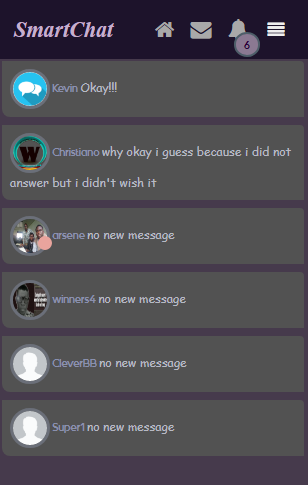 SmartChat
6
Kevin Okay!!!
Christiano why okay i guess because i did not
answer but i didn't wish it
arsene no new message
winners4 no new message
CleverBB no new message
Super1 no new message